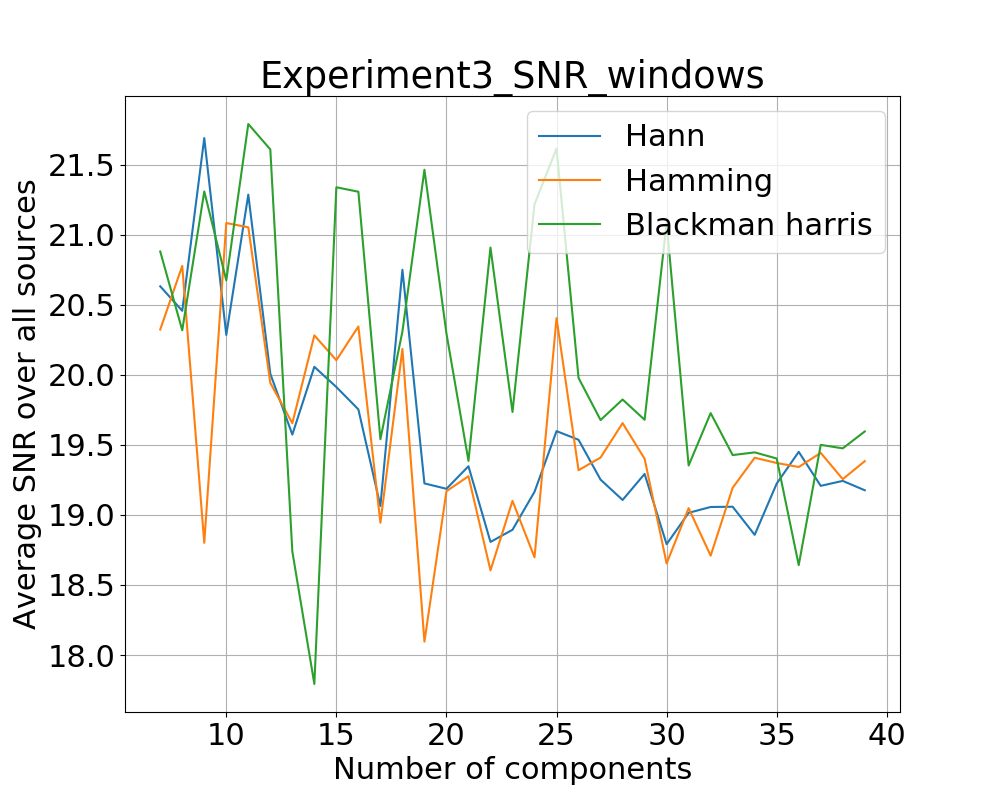 Experiment3_SNR_windows
Hann
Hamming
Blackman harris
Average SNR over all sources
21.5
21.0
20.5
20.0
19.5
19.0
18.5
18.0
10 15 20 25 30 35 40
Number of components